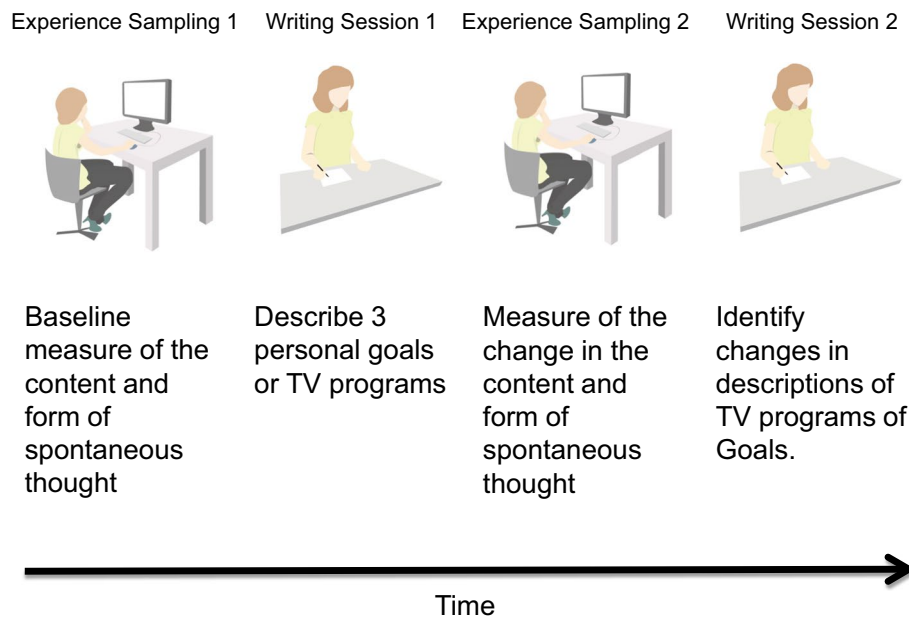 Experience Sampling 1
Writing Session 1
Experience Sampling 2
Writing Session 2
Baseline
measure of the
content and
form of
spontaneous
thought
Describe 3
personal goals
or TV programs
Measure of the
change in the
content and
form of
spontaneous
thought
Identify
changes in
descriptions of
TV programs of
Goals.
Time